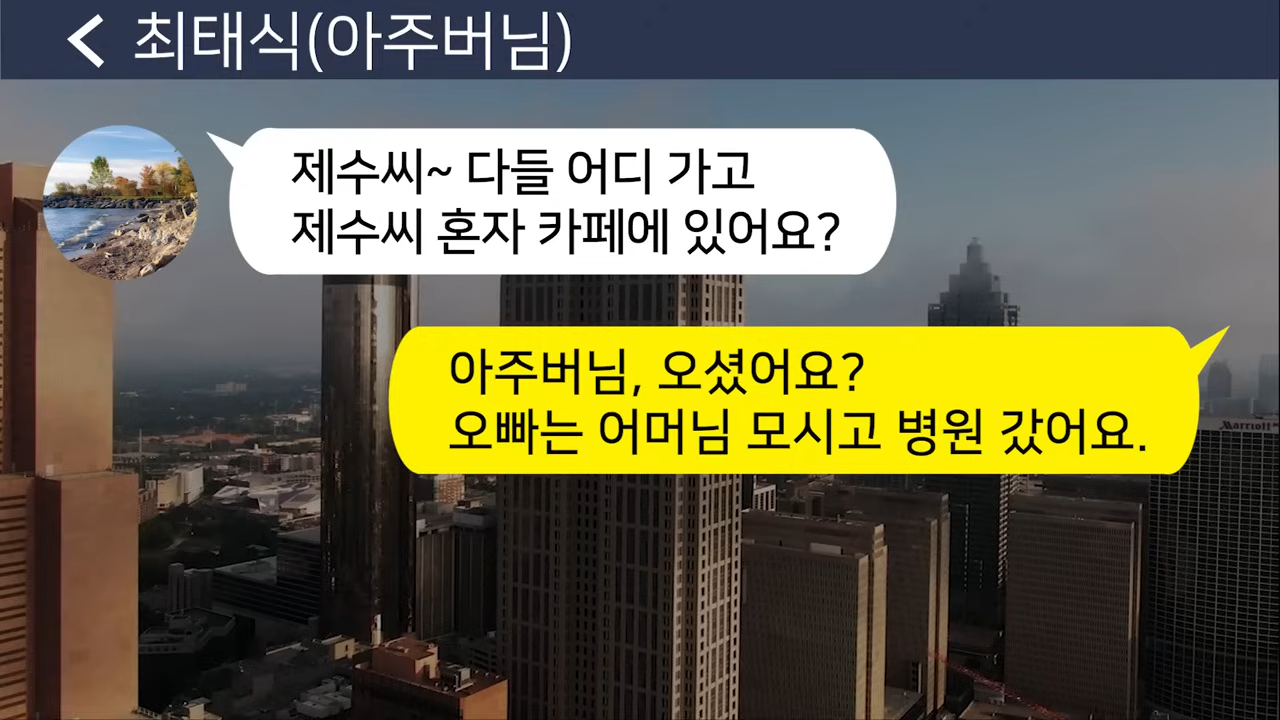 최태식(아주버님)
제수씨~ 다들 어디 가고
제수씨 혼자 카페에 있어요?
아주버님, 오셨어요?
오빠는 어머님 모시고 병원 갔어요.
Marriott